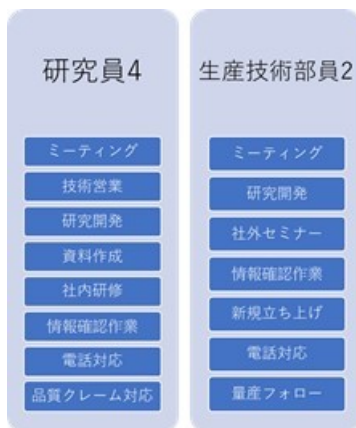 研究員4
ミーティング
技術営業
研究開発
資料作成
社内研修
情報確認作業
電話対応
品質クレーム対応
生産技術部員2
ミーティング
研究開発
社外セミナー
情報確認作業
新規立ち上げ
電話対応
量産フォロー